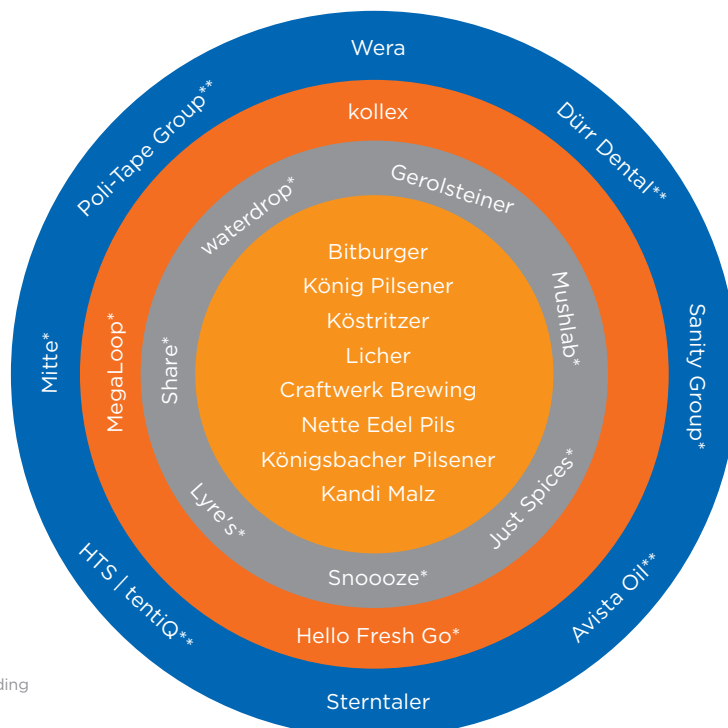 Wera
Poli-Tape Group**
Dürr Dental**
kollex
waterdrop*
Gerolsteiner
Bitburger
König Pilsener
Köstritzer
Licher
Craftwerk Brewing
Nette Edel Pils
Königsbacher Pilsener
Kandi Malz
Mushlab*
Sanity Group*
Mitte*
MegaLoop*
Share*
Lyre's*
Just Spices*
Snoooze*
HTS | tentiQ**
Avista Oil**
Hello Fresh Go*
Sterntaler
ding